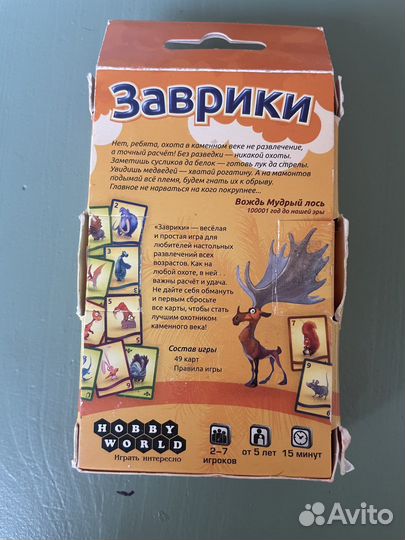 Заврики
Нет, ребята, охота в каменном веке не развлечение,
а точный расчёт! Без разведки — никакой охоты.
Заметишь сусликов да белок — готовь лук да стрелы.
Увидишь медведей — хватай рогатину. А на мамонтов
подымай всё племя, будем гнать их к обрыву.
Главное не нарваться на кого покрупнее...
Вождь Мудрый лось
100001 год до нашей эры
«Заврики» — весёлая
и простая игра для
любителей настольных
развлечений всех
возрастов. Как на
любой охоте, в ней
важны расчёт и удача.
Не дайте себя обмануть
и первым сбросьте
все карты, чтобы стать
лучшим охотником
каменного века!
Состав игры
49 карт
Правила игры
2
7
9
6
HOBBY
WORLD
Играть интересно
2–7
игроков
от 5 лет
15 минут
Avito